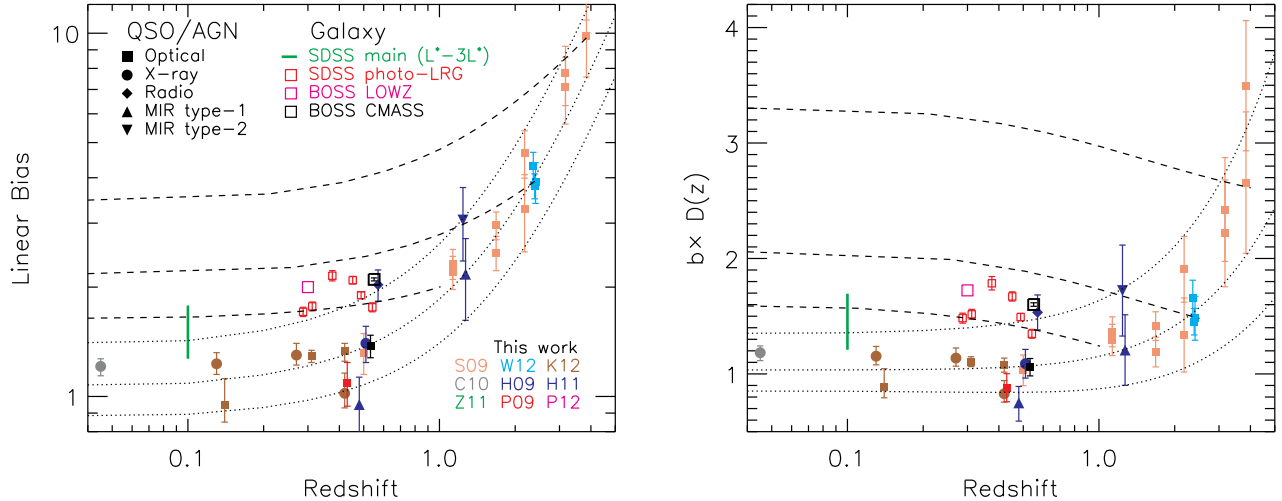 QSO/AGN
Optical
X-ray
Radio
MIR type-1
MIR type-2
Galaxy
SDSS main (L*-3L*)
SDSS photo-LRG
BOSS LOWZ
BOSS CMASS
This work
S09 W12 K12
C10 H09 H11
Z11 P09 P12
Linear Bias
10
1
0.1
1.0
Redshift
b× D(z)
4
3
2
1
0.1
1.0
Redshift